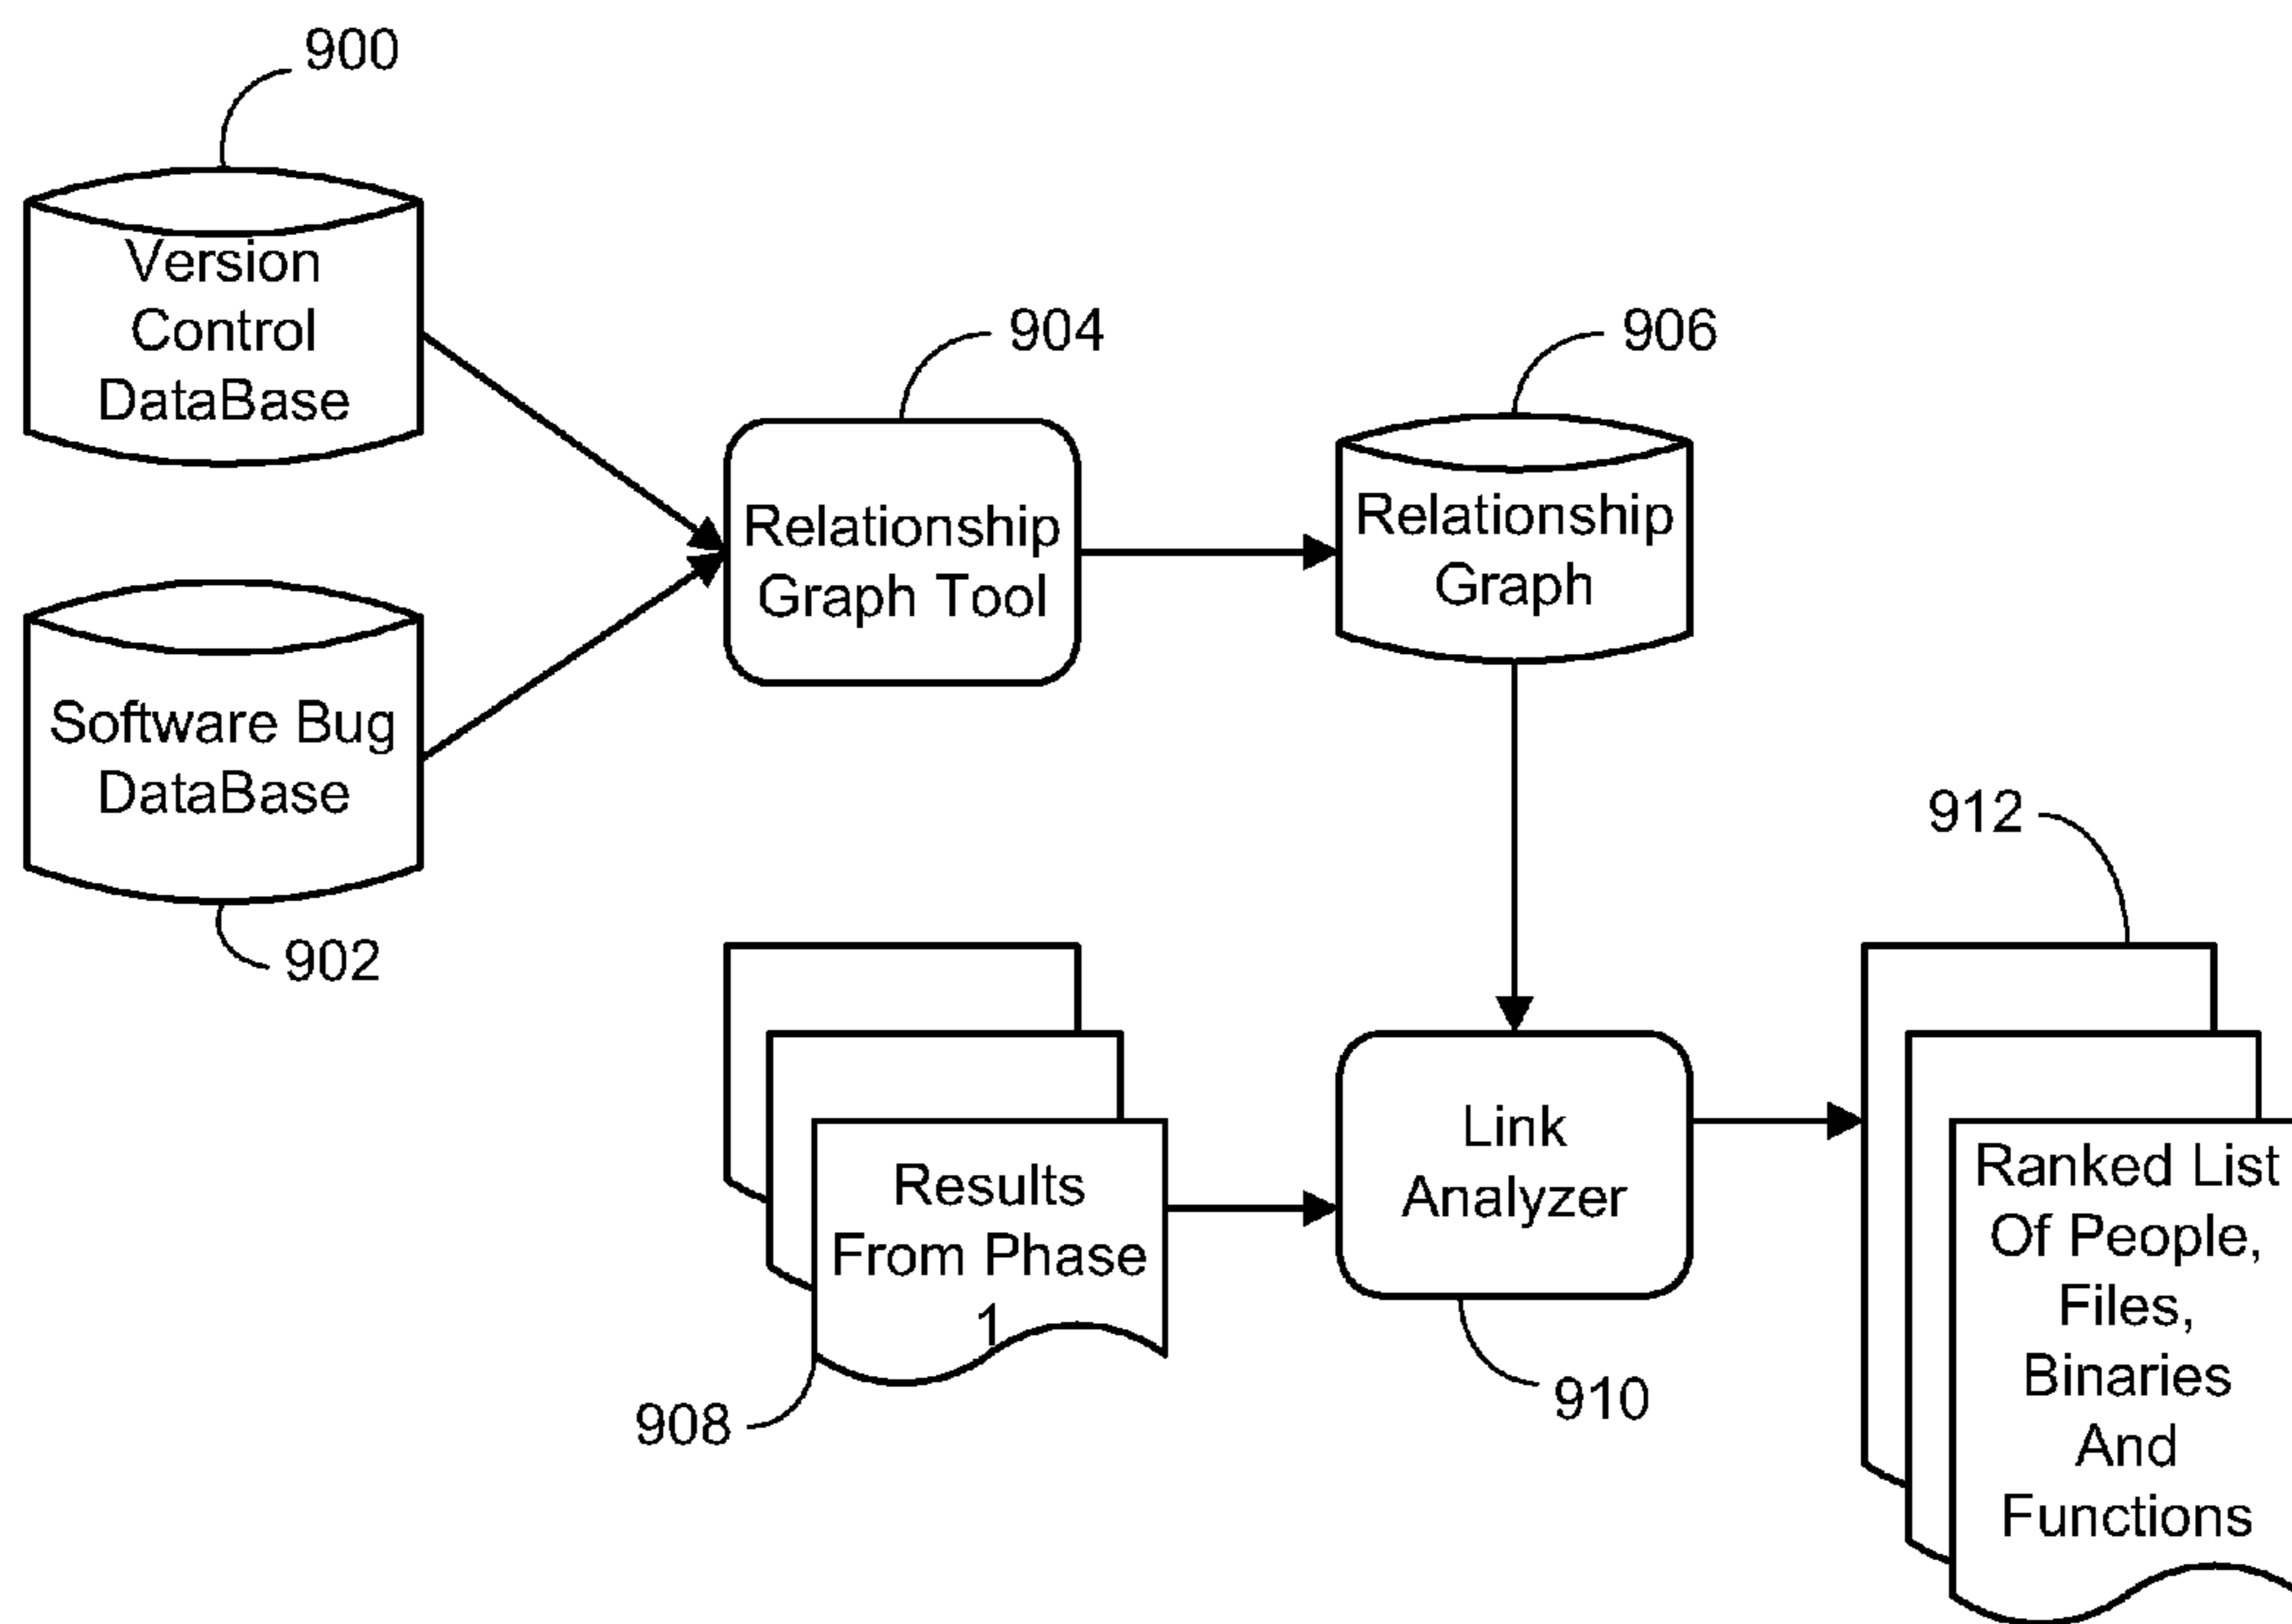 900
Version
Control
DataBase
904
906
Relationship
Graph Tool
Relationship
Graph
Software Bug
DataBase
902
912
Results
From Phase
1
908
Link
Analyzer
910
Ranked List
Of People,
Files,
Binaries
And
Functions